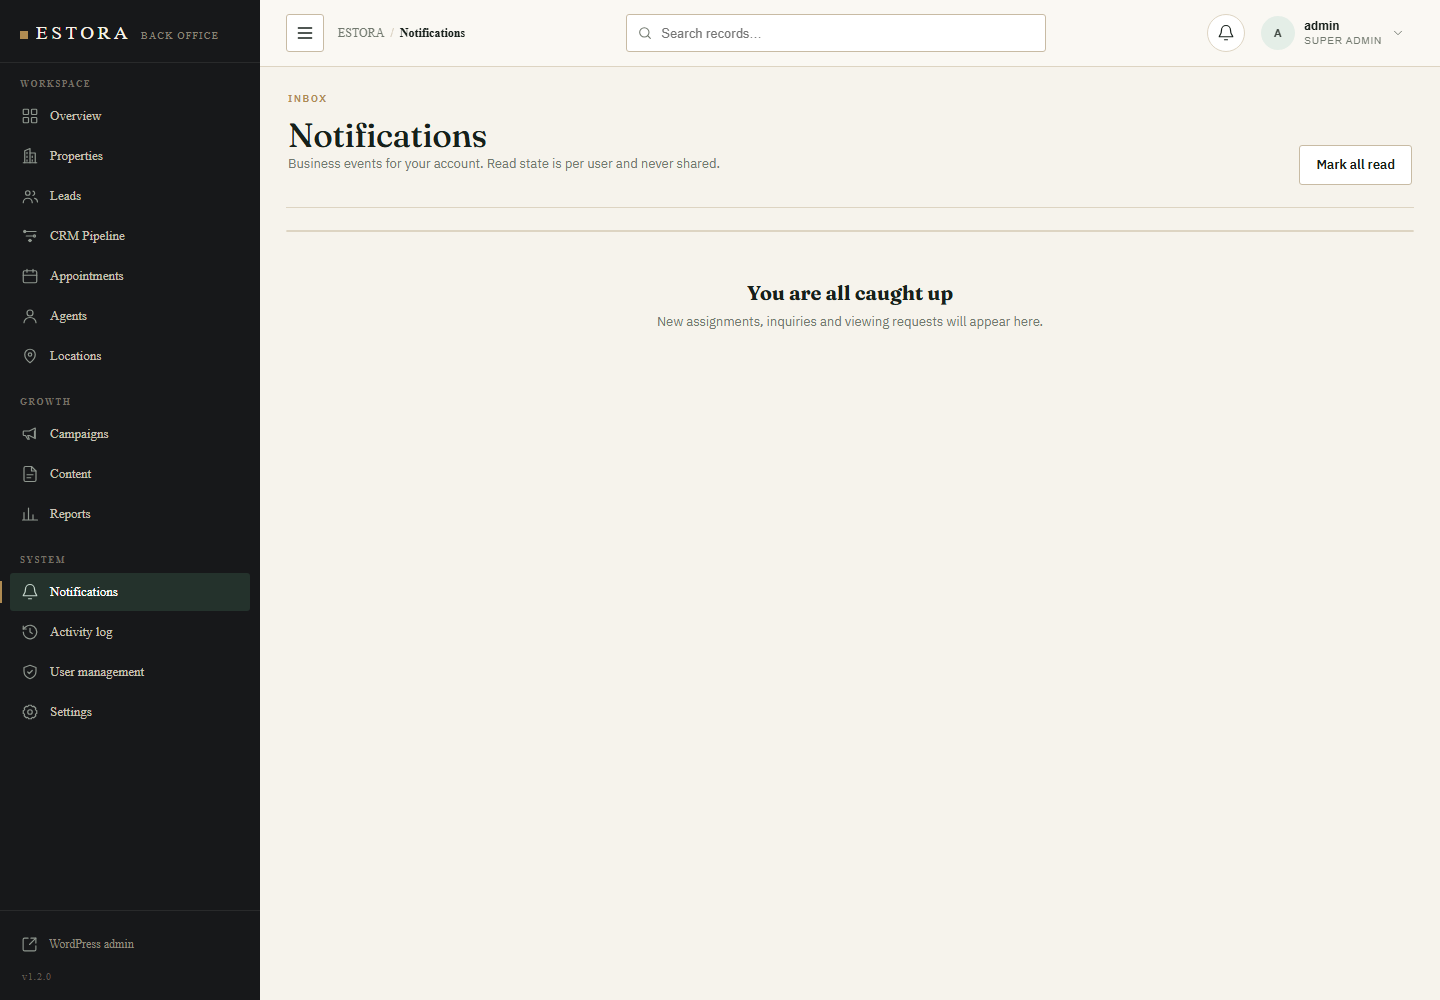 ESTORA BACK OFFICE
WORKSPACE
Overview
Properties
Leads
CRM Pipeline
Appointments
Agents
Locations
GROWTH
Campaigns
Content
Reports
SYSTEM
Notifications
Activity log
User management
Settings
WordPress admin
v1.2.0
ESTORA / Notifications
Search records...
A
admin
SUPER ADMIN
INBOX
Notifications
Business events for your account. Read state is per user and never shared.
Mark all read
You are all caught up
New assignments, inquiries and viewing requests will appear here.